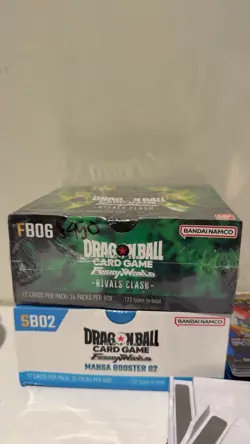 FB06
BANDAI NAMCO
DRAGON BALL
CARD GAME
Fusion World
- RIVALS CLASH -
12 CARDS PER PACK/ 24 PACKS PER BOX
SB02
BANDAI NAMCO
DRAGON BALL
CARD GAME
Fusion World
MANGA BOOSTER 02